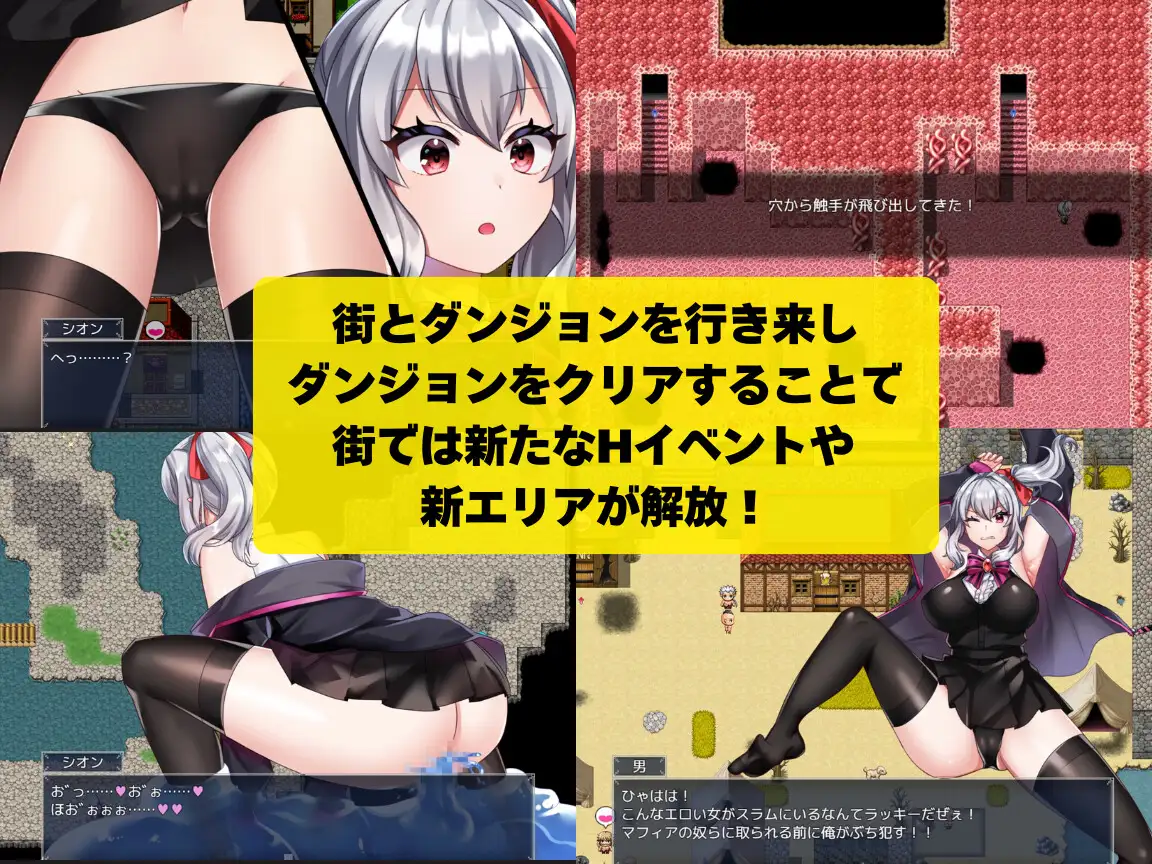 穴から触手が飛び出してきた！
シオン
へっ………？
街とダンジョンを行き来し
ダンジョンをクリアすることで
街では新たなHイベントや
新エリアが解放！
シオン
お゛っ……♥お゛ぉ……♥
ほお゛ぉぉぉ……♥♥
男
ひゃはは！
こんなエロい女がスラムにいるなんてラッキーだぜぇ！
マフィアの奴らに取られる前に俺がぶち犯す！！